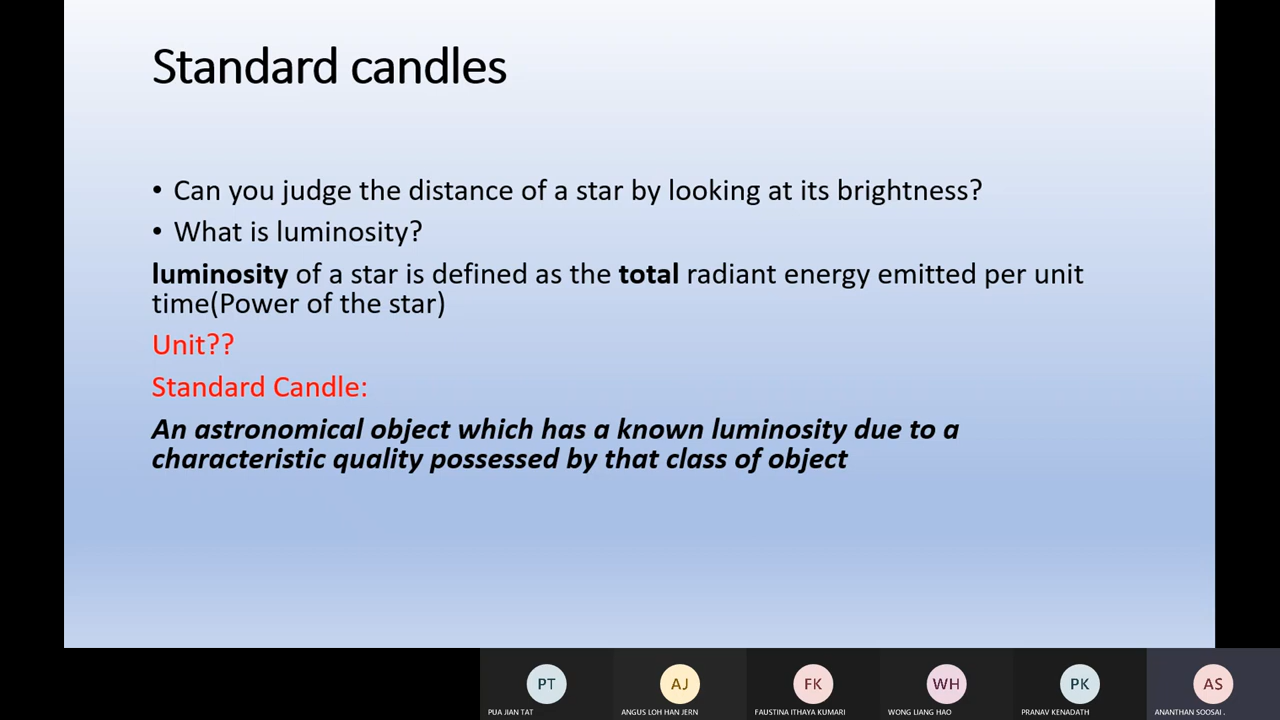 Standard candles
• Can you judge the distance of a star by looking at its brightness?
• What is luminosity?
luminosity of a star is defined as the total radiant energy emitted per unit
time(Power of the star)
Unit??
Standard Candle:
An astronomical object which has a known luminosity due to a
characteristic quality possessed by that class of object
PT AJ FK WH PK AS
PUA JIAN TAT ANGUS LOH HAN JERN FAUSTINA ITHAYA KUMARI WONG LIANG HAO PRANAV KENADATH ANANTHAN SOOSAI .